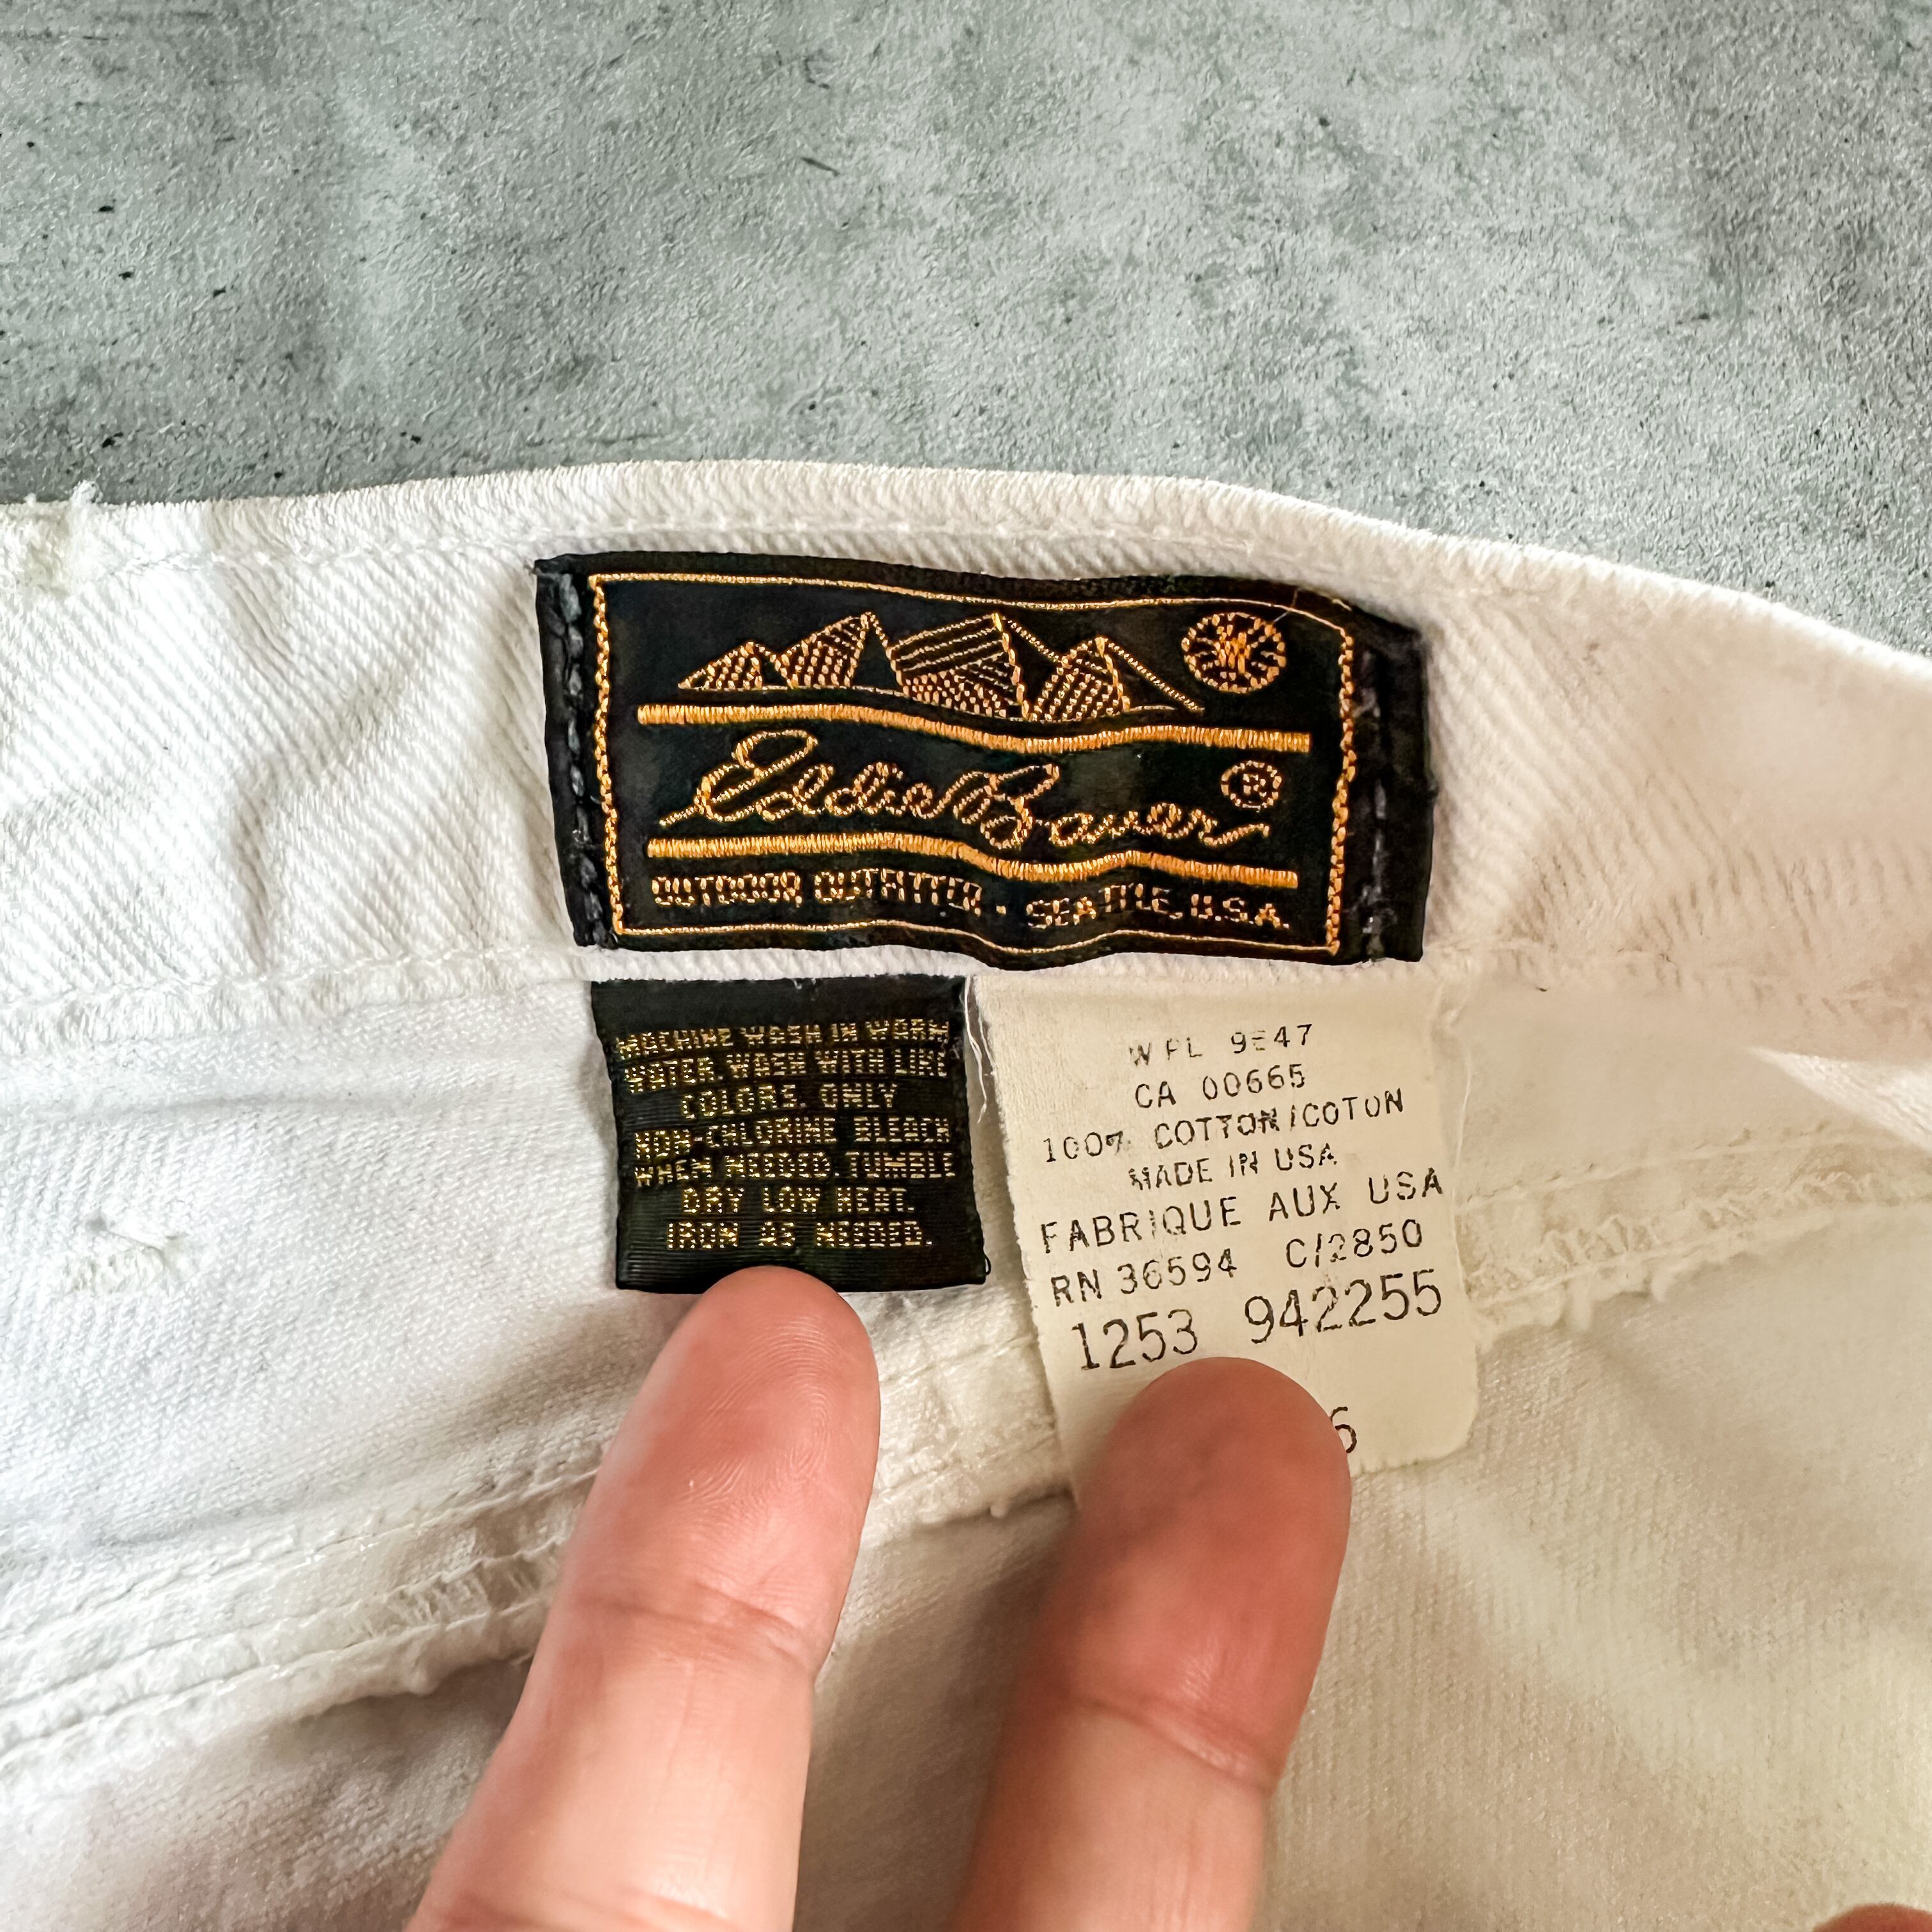 Eddie Bauer ®
OUTDOOR OUTFITTER · SEATTLE, U.S.A.
MACHINE WASH IN WARM
WATER. WASH WITH LIKE
COLORS. ONLY
NON-CHLORINE BLEACH
WHEN NEEDED. TUMBLE
DRY LOW HEAT.
IRON AS NEEDED.
WPL
CA 00665
100% COTTON/COTON
MADE IN USA
FABRIQUE AUX USA
RN 36594 C/2850
1253 942255
6